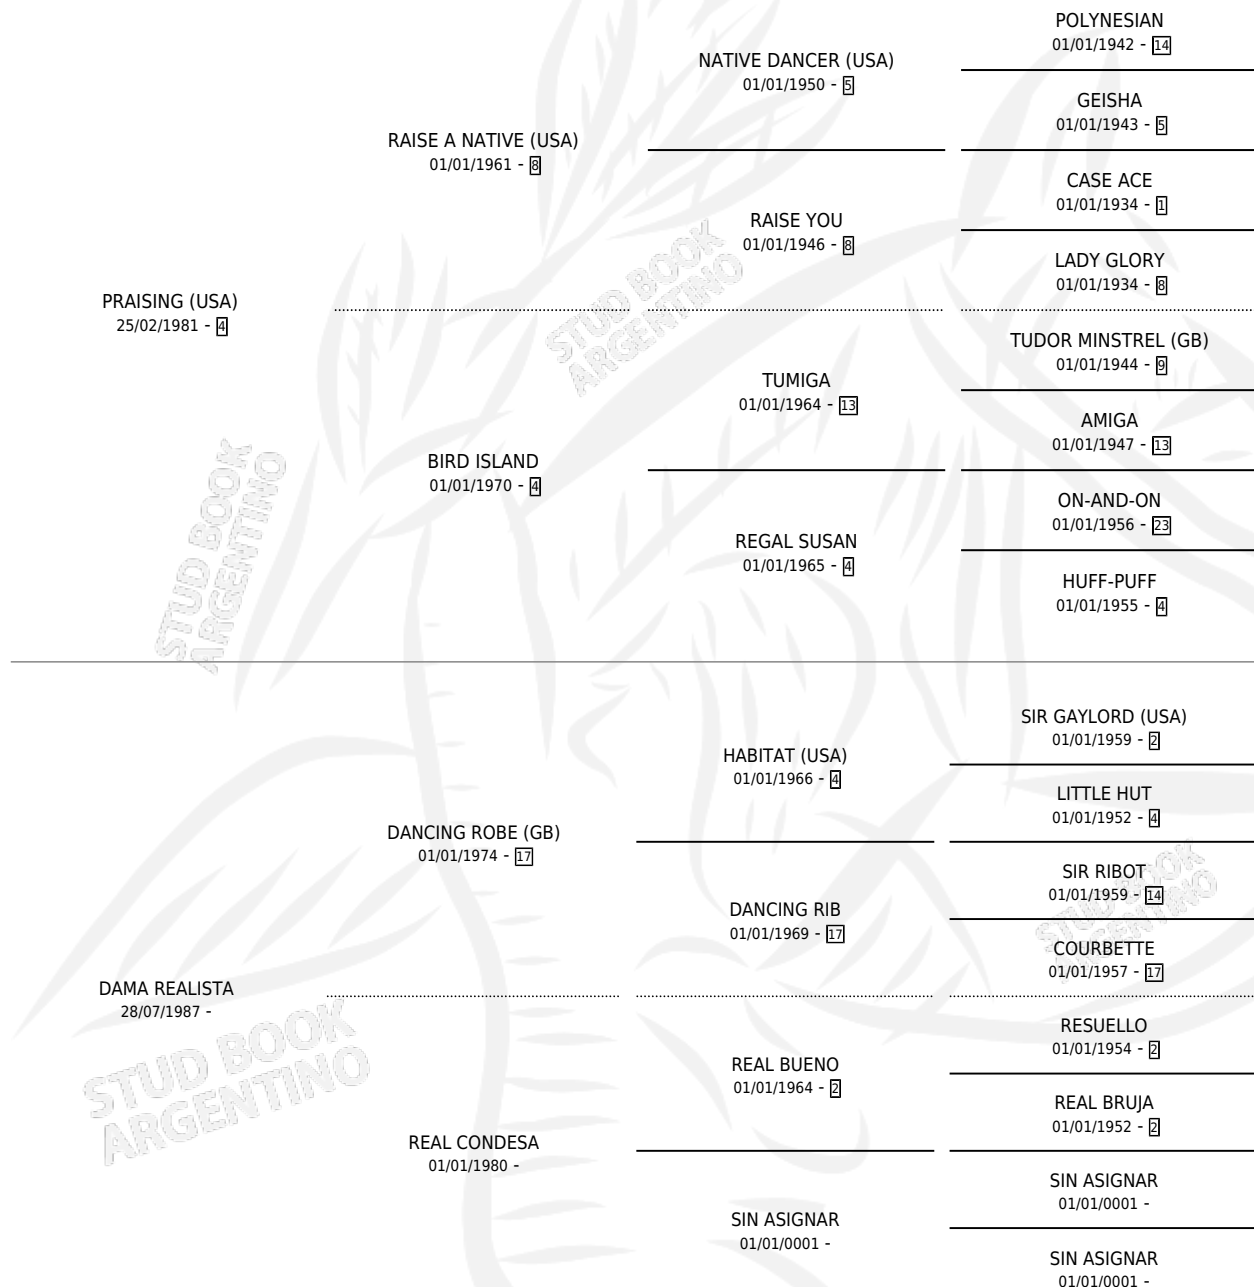 POLYNESIAN
01/01/1942 - 14
NATIVE DANCER (USA)
01/01/1950 - 5
GEISHA
01/01/1943 - 5
RAISE A NATIVE (USA)
01/01/1961 - 8
CASE ACE
01/01/1934 - 1
RAISE YOU
01/01/1946 - 8
LADY GLORY
01/01/1934 - 8
PRAISING (USA)
25/02/1981 - 4
TUDOR MINSTREL (GB)
01/01/1944 - 9
TUMIGA
01/01/1964 - 13
AMIGA
01/01/1947 - 13
BIRD ISLAND
01/01/1970 - 4
ON-AND-ON
01/01/1956 - 23
REGAL SUSAN
01/01/1965 - 4
HUFF-PUFF
01/01/1955 - 4
SIR GAYLORD (USA)
01/01/1959 - 2
HABITAT (USA)
01/01/1966 - 4
LITTLE HUT
01/01/1952 - 4
DANCING ROBE (GB)
01/01/1974 - 17
SIR RIBOT
01/01/1959 - 14
DANCING RIB
01/01/1969 - 17
COURBETTE
01/01/1957 - 17
DAMA REALISTA
28/07/1987 -
RESUELLO
01/01/1954 - 2
REAL BUENO
01/01/1964 - 2
REAL BRUJA
01/01/1952 - 2
REAL CONDESA
01/01/1980 -
SIN ASIGNAR
01/01/0001 -
SIN ASIGNAR
01/01/0001 -
SIN ASIGNAR
01/01/0001 -
STUD BOOK
ARGENTINO
STUD BOOK
ARGENTINO
STUD BOOK
ARGENTINO
STUD BOOK
ARGENTINO